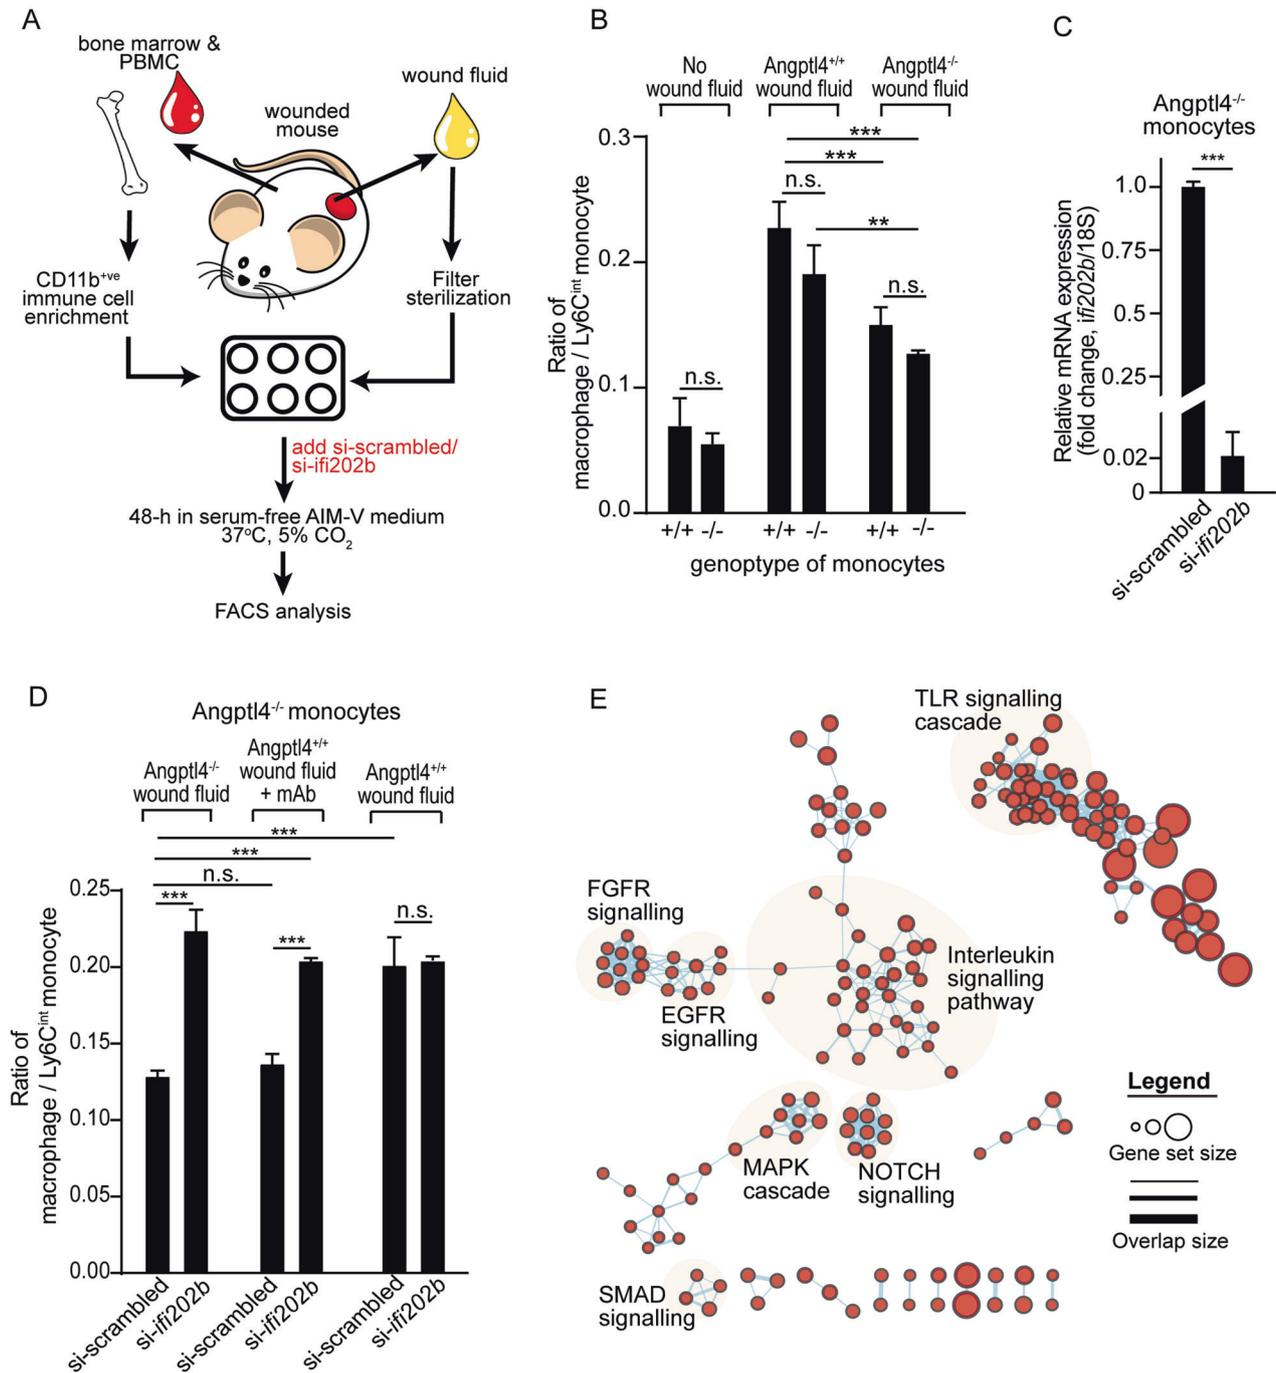 A
bone marrow &
PBMC
wound fluid
wounded
mouse
CD11b+ve
immune cell
enrichment
Filter
sterilization
add si-scrambled/
si-ifi202b
48-h in serum-free AIM-V medium
37ºC, 5% CO2
FACS analysis
B
No
wound fluid
Angptl4+/+
wound fluid
Angptl4-/-
wound fluid
Ratio of
macrophage / Ly6Cint monocyte
0.3
0.2
0.1
0.0
***
***
n.s.
**
n.s.
n.s.
+/+ -/- +/+ -/- +/+ -/-
genoptype of monocytes
C
Angptl4-/-
monocytes
Relative mRNA expression
(fold change, ifi202b/18S)
***
1.0
0.75
0.5
0.25
0.02
0
si-scrambled
si-ifi202b
D
Angptl4-/- monocytes
Angptl4-/-
wound fluid
Angptl4+/+
wound fluid
+ mAb
Angptl4+/+
wound fluid
Ratio of
macrophage / Ly6Cint monocyte
***
***
n.s.
***
***
n.s.
0.25
0.20
0.15
0.10
0.05
0.00
si-scrambled
si-ifi202b
si-scrambled
si-ifi202b
si-scrambled
si-ifi202b
E
TLR signalling
cascade
FGFR
signalling
EGFR
signalling
Interleukin
signalling
pathway
MAPK
cascade
NOTCH
signalling
SMAD
signalling
Legend
Gene set size
Overlap size